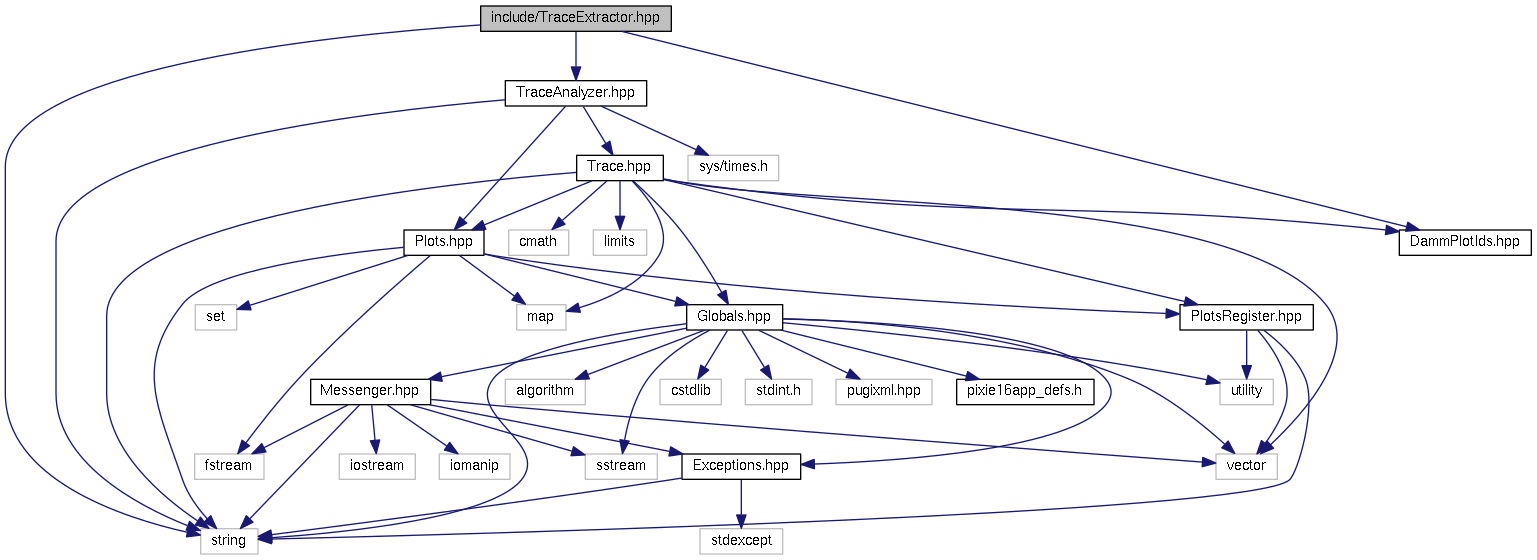 include/TraceExtractor.hpp
TraceAnalyzer.hpp
Trace.hpp
sys/times.h
Plots.hpp
cmath
limits
DammPlotIds.hpp
set
map
Globals.hpp
PlotsRegister.hpp
Messenger.hpp
algorithm
cstdlib
stdint.h
pugixml.hpp
pixie16app_defs.h
utility
fstream
iostream
iomanip
sstream
Exceptions.hpp
vector
string
stdexcept